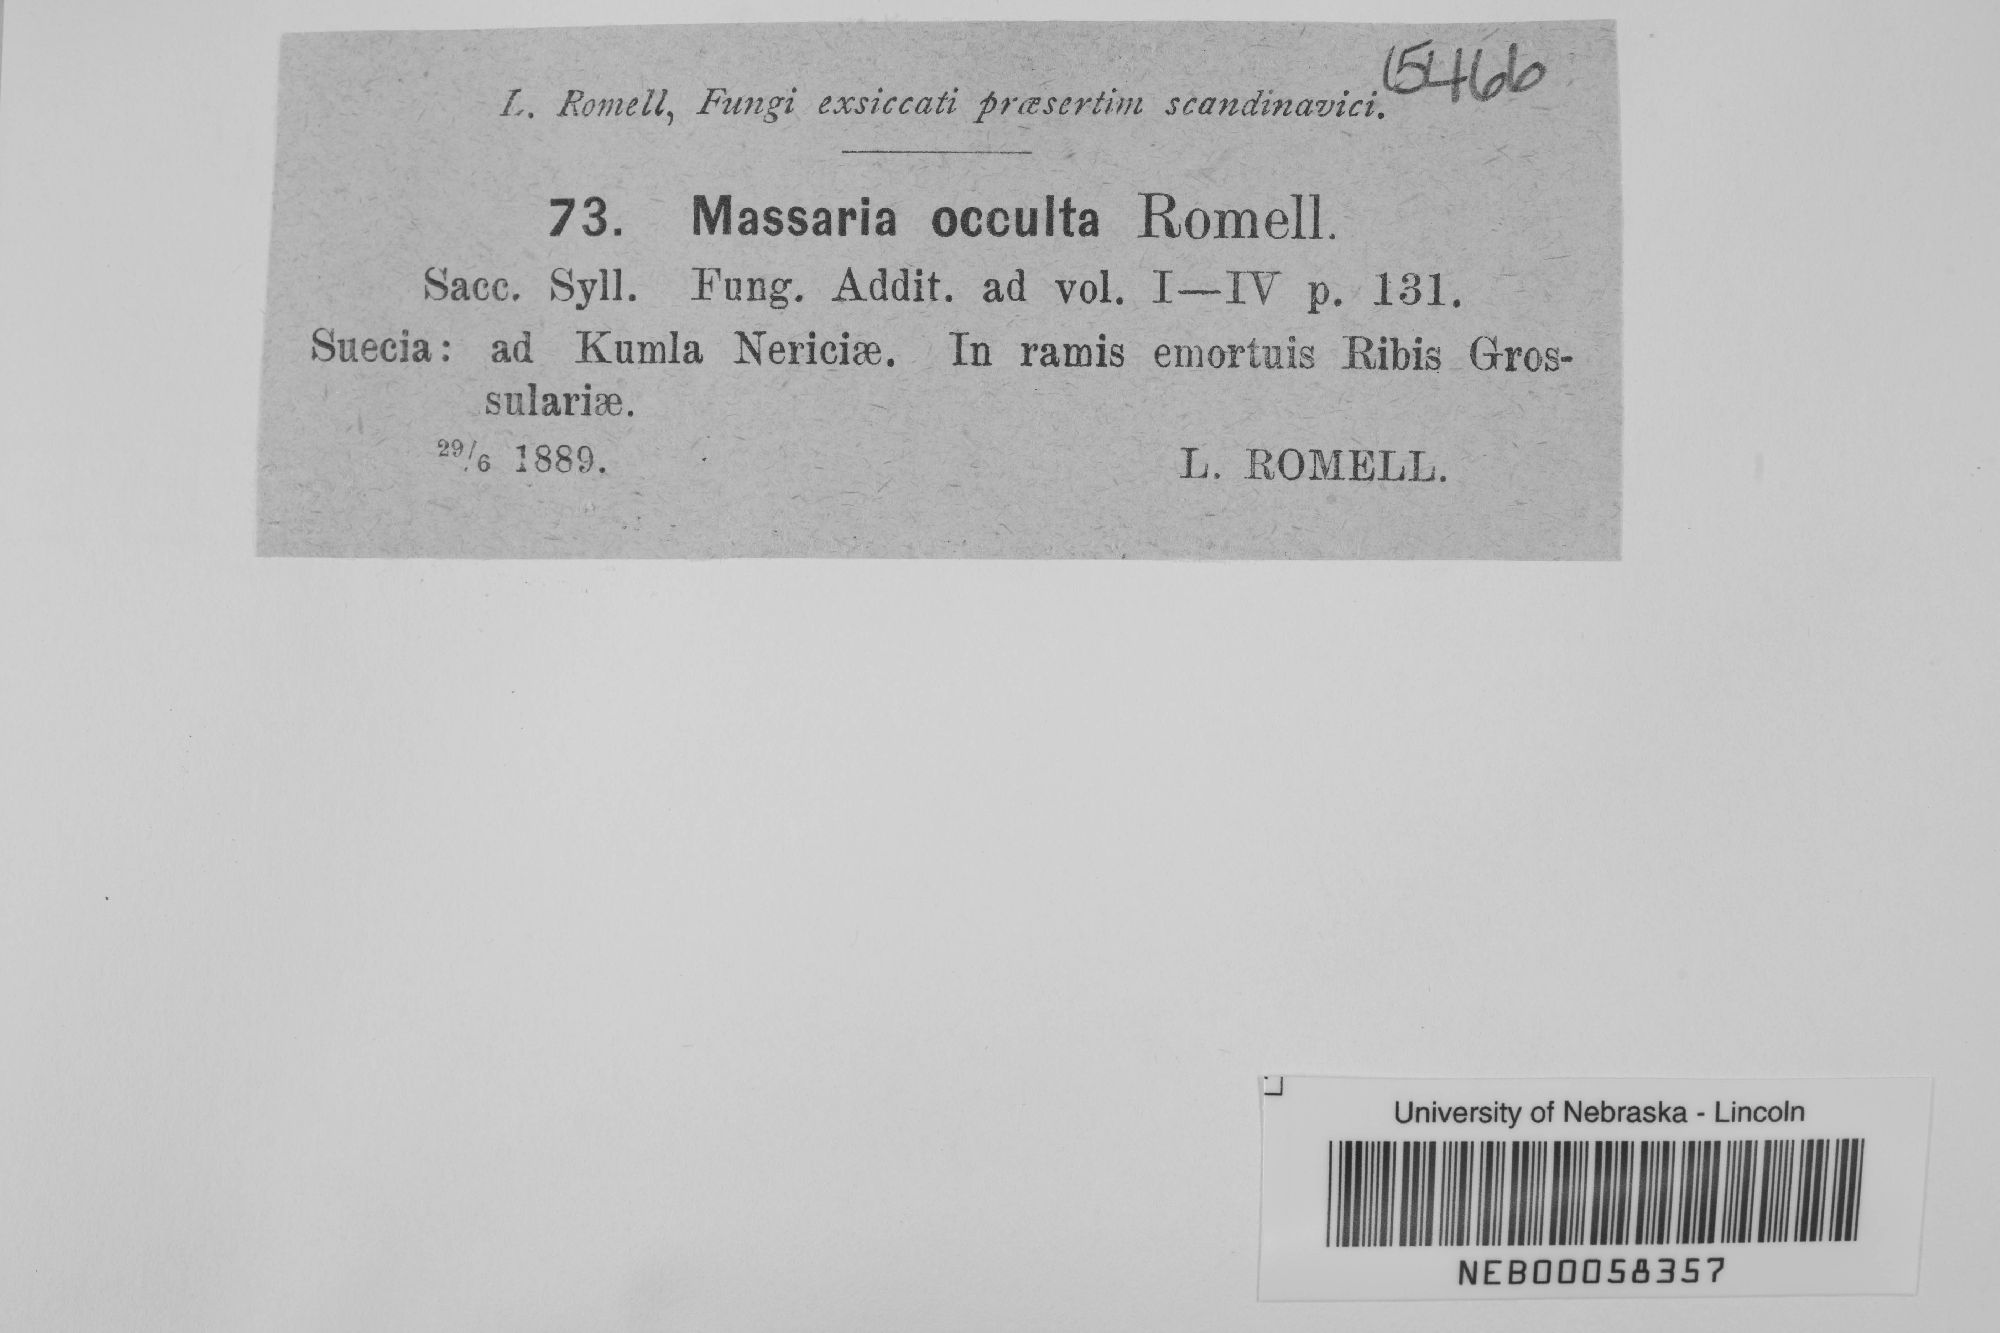 15466
L. Romell, Fungi exsiccati præsertim scandinavici.
73. Massaria occulta Romell.
Sacc. Syll. Fung. Addit. ad vol. I—IV p. 131.
Suecia: ad Kumla Nericiæ. In ramis emortuis Ribis Gros-
sulariæ.
29/6 1889. L. ROMELL.
University of Nebraska - Lincoln
NEB00058357